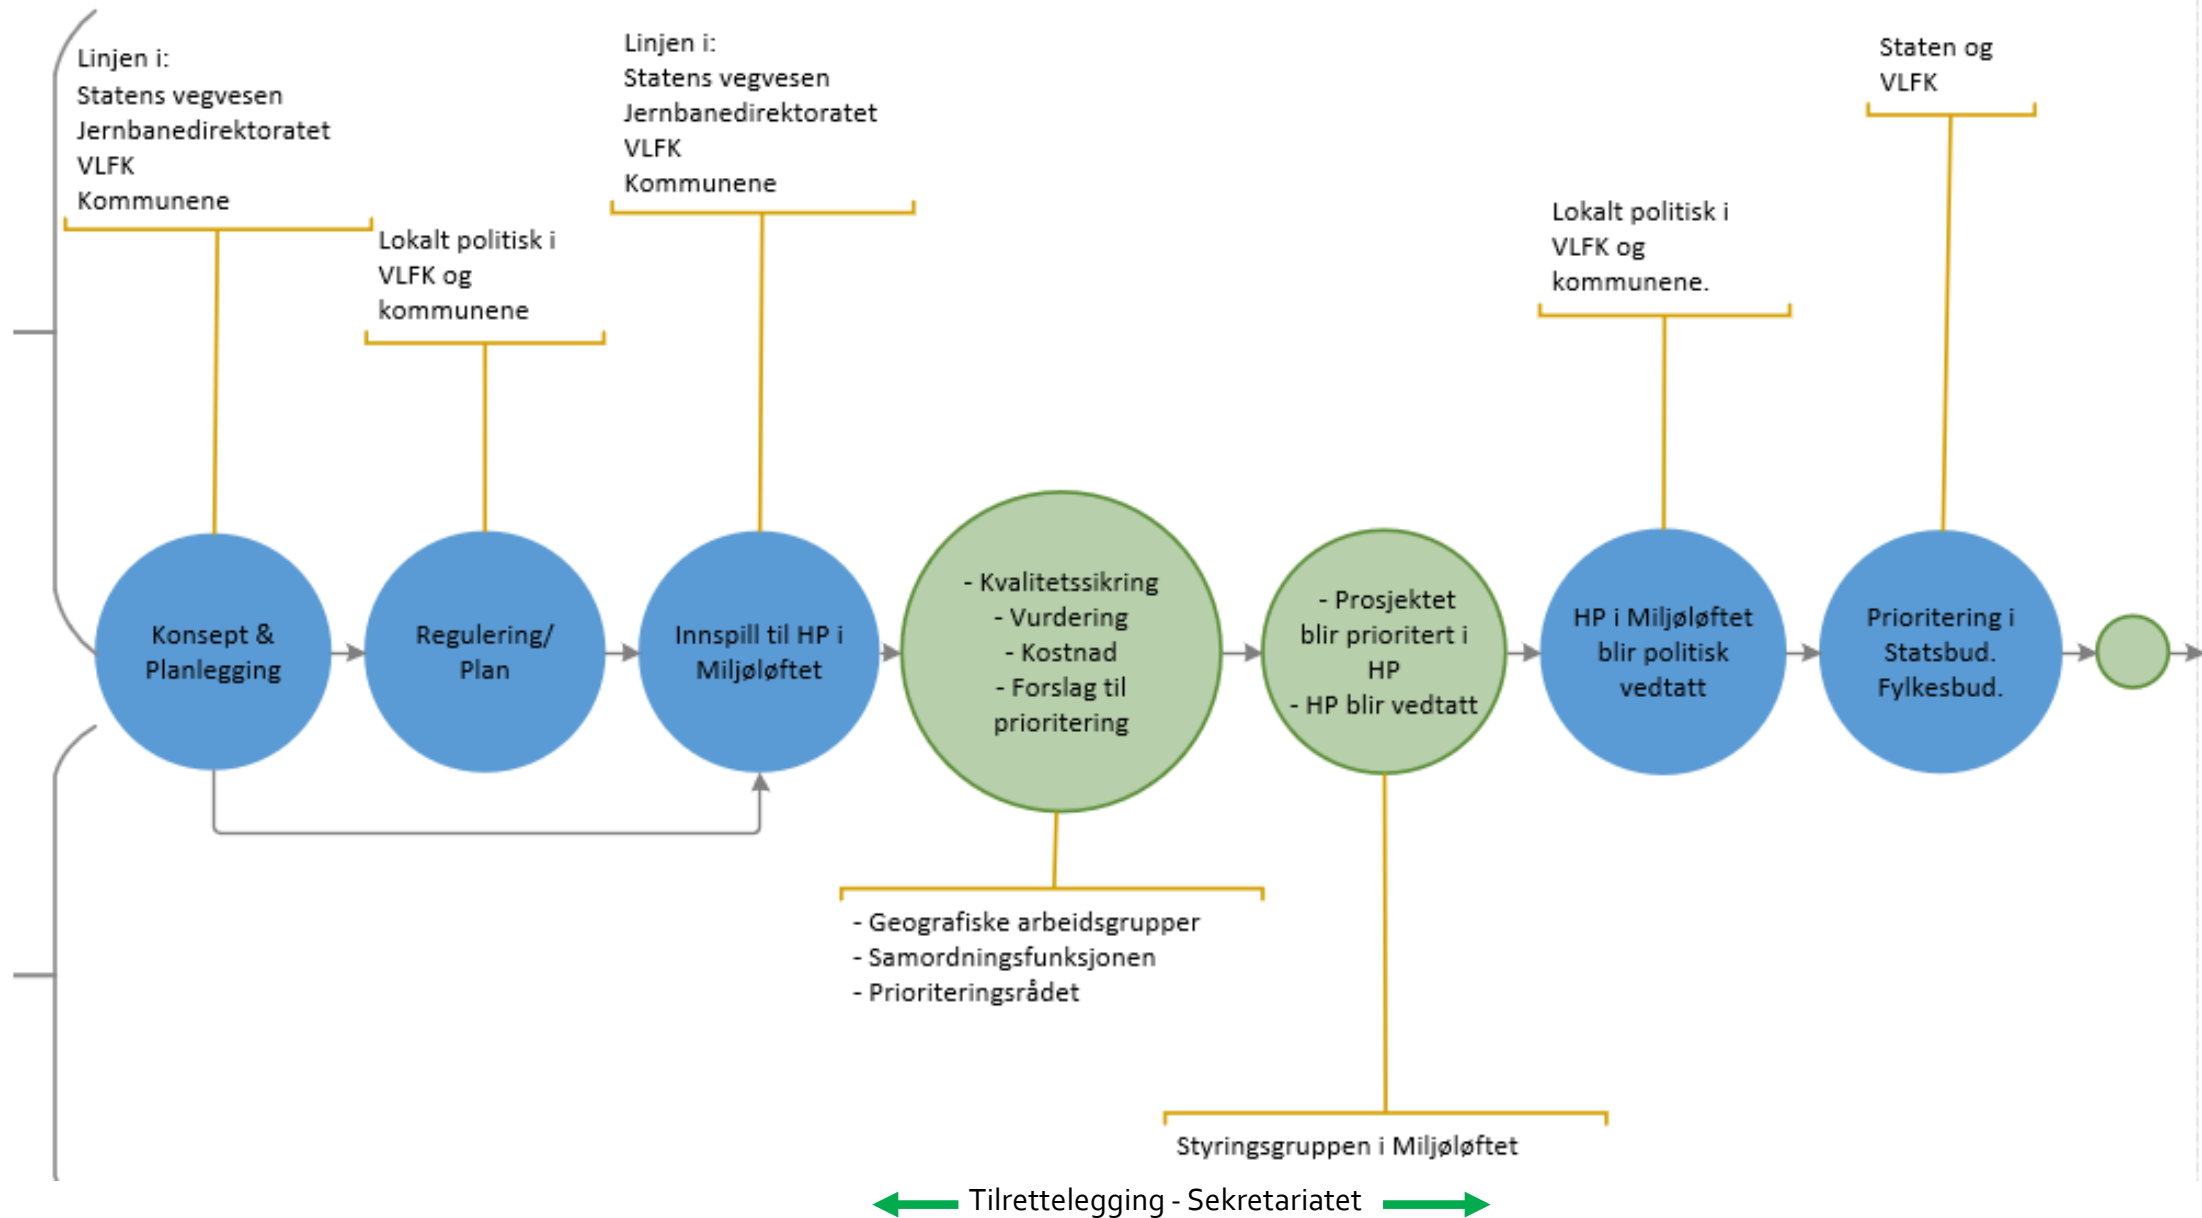 Linjen i:
Statens vegvesen
Jernbanedirektoratet
VLFK
Kommunene
Lokalt politisk i
VLFK og
kommunene
Linjen i:
Statens vegvesen
Jernbanedirektoratet
VLFK
Kommunene
Lokalt politisk i
VLFK og
kommunene.
Staten og
VLFK
Konsept &
Planlegging
Regulering/
Plan
Innspill til HP i
Miljøløftet
- Kvalitetssikring
- Vurdering
- Kostnad
- Forslag til
prioritering
- Prosjektet
blir prioritert i
HP
- HP blir vedtatt
HP i Miljøløftet
blir politisk
vedtatt
Prioritering i
Statsbud.
Fylkesbud.
- Geografiske arbeidsgrupper
- Samordningsfunksjonen
- Prioriteringsrådet
Styringsgruppen i Miljøløftet
Tilrettelegging - Sekretariatet